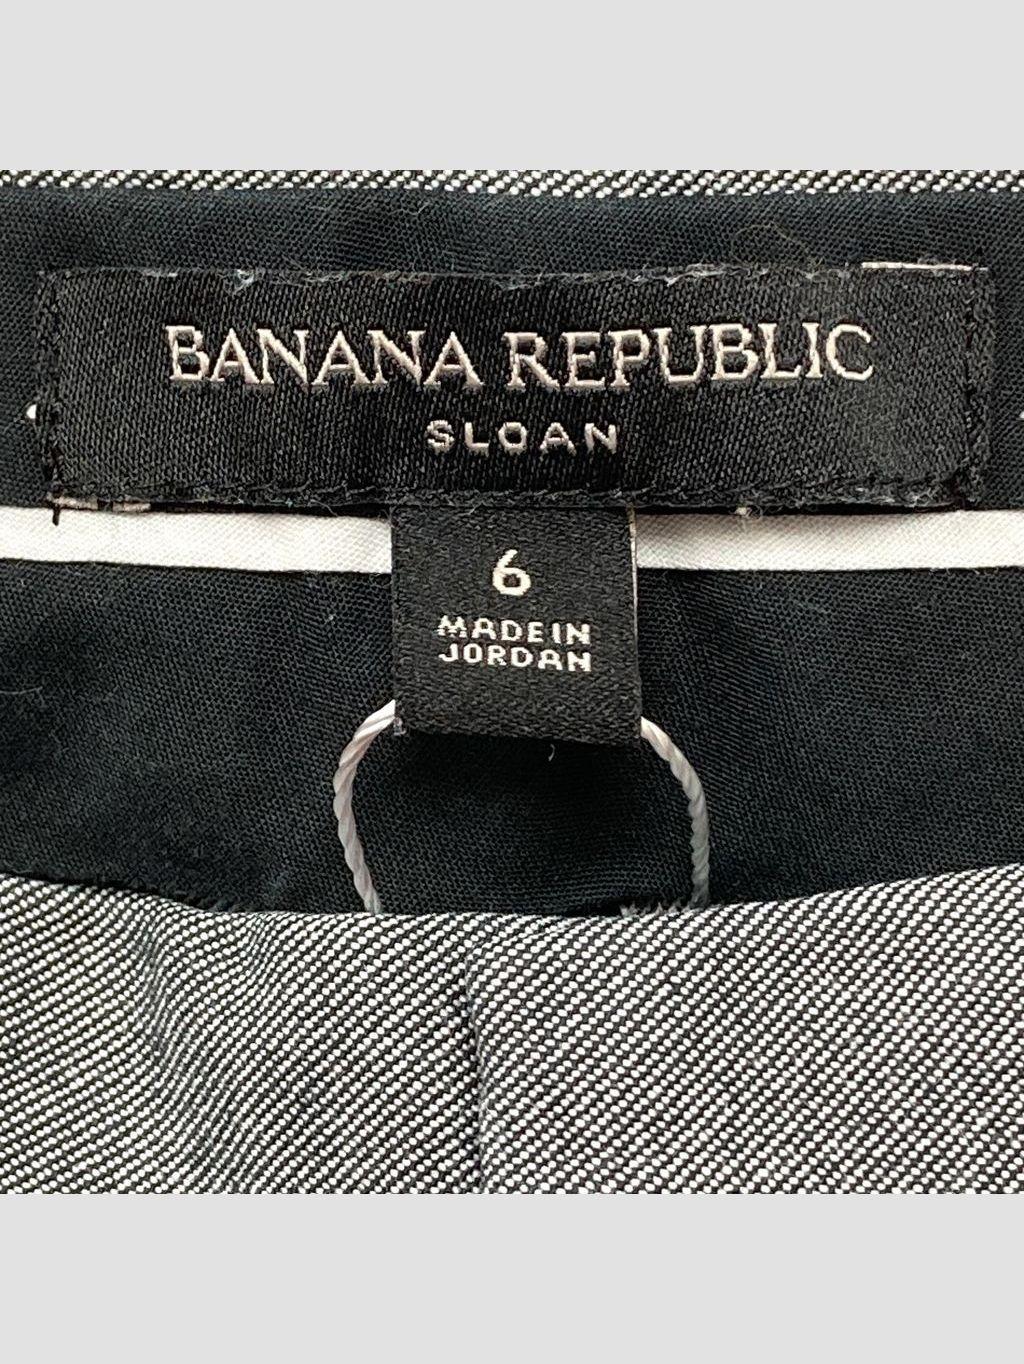 BANANA REPUBLIC
SLOAN
6
MADE IN
JORDAN